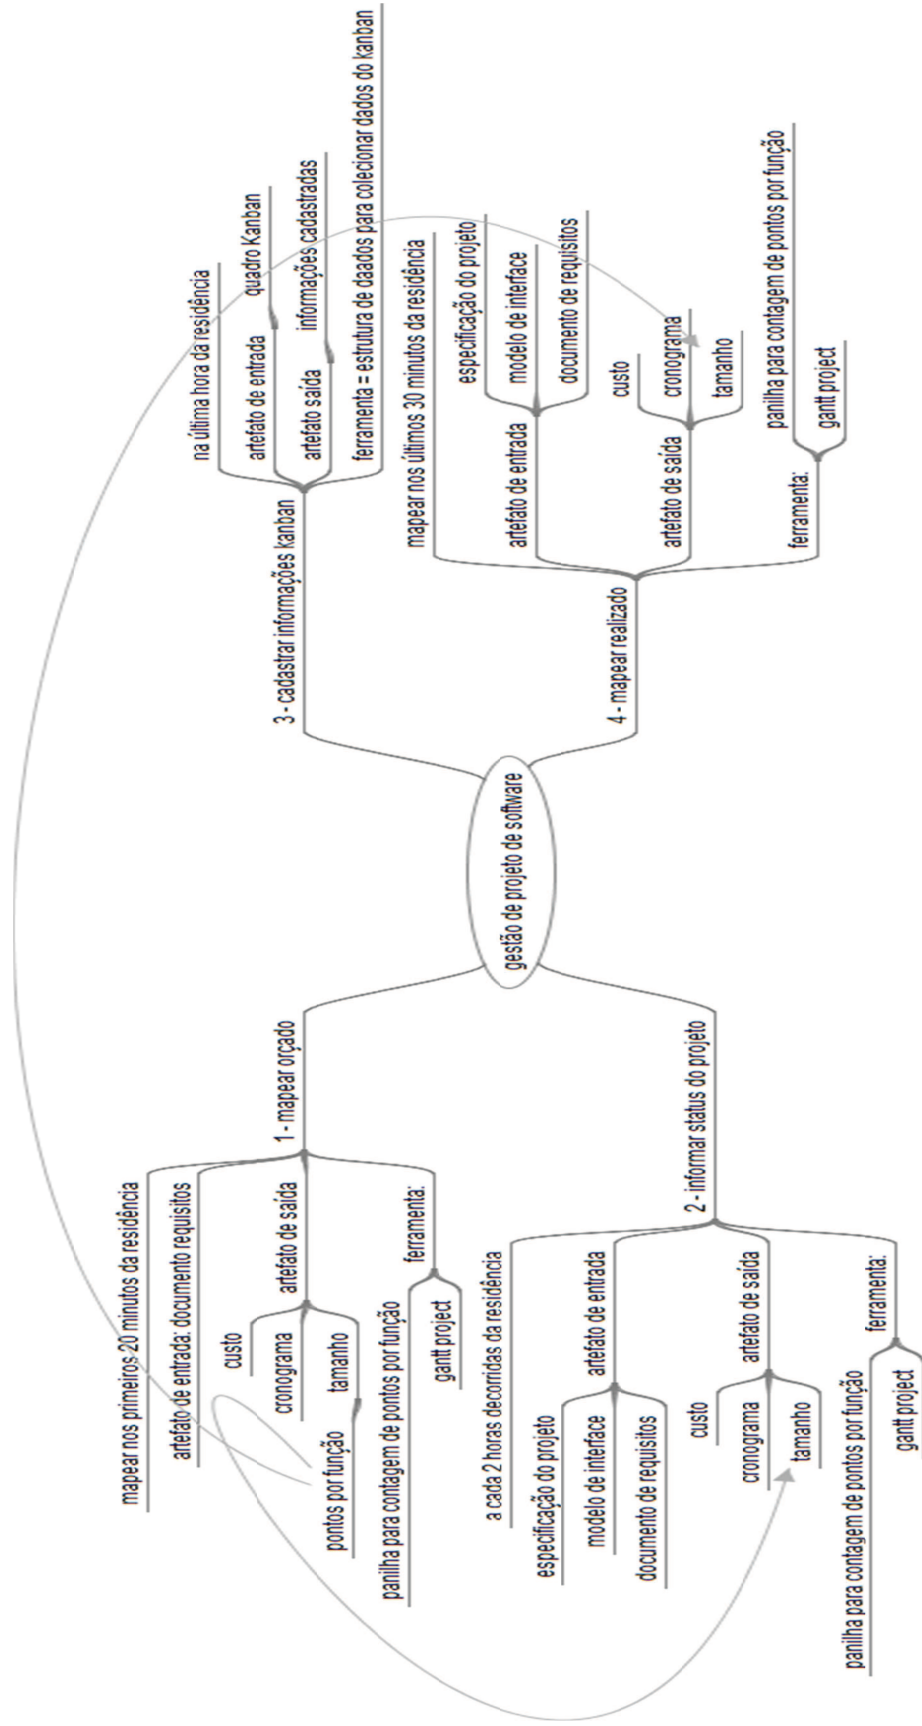 gestão de projeto de software
1 - mapear orçado
mapear nos primeiros 20 minutos da residência
artefato de entrada: documento requisitos
artefato de saída
custo
cronograma
tamanho
pontos por função
ferramenta:
panilha para contagem de pontos por função
gantt project
2 - informar status do projeto
a cada 2 horas decorridas da residência
artefato de entrada
especificação do projeto
modelo de interface
documento de requisitos
artefato de saída
custo
cronograma
tamanho
ferramenta:
panilha para contagem de pontos por função
gantt project
3 - cadastrar informações kanban
na última hora da residência
artefato de entrada
quadro Kanban
artefato saída
informações cadastradas
ferramenta = estrutura de daados para colecionar dados do kanban
4 - mapear realizado
mapear nos últimos 30 minutos da residência
artefato de entrada
especificação do projeto
modelo de interface
documento de requisitos
artefato de saída
custo
cronograma
tamanho
ferramenta:
panilha para contagem de pontos por função
gantt project